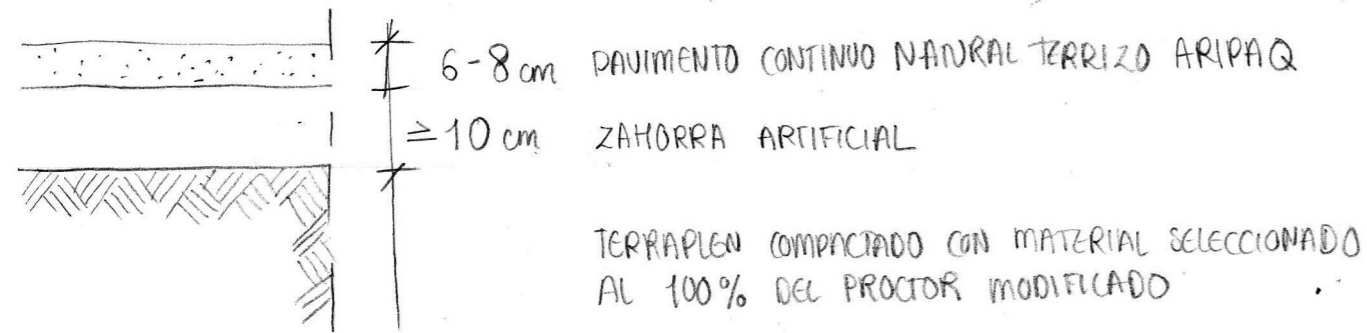 6-8 cm PAVIMENTO CONTINUO NATURAL TERRIZO ARIPAQ
≥10 cm ZAHORRA ARTIFICIAL
TERRAPLEN COMPACTADO CON MATERIAL SELECCIONADO
AL 100% DEL PROCTOR MODIFICADO